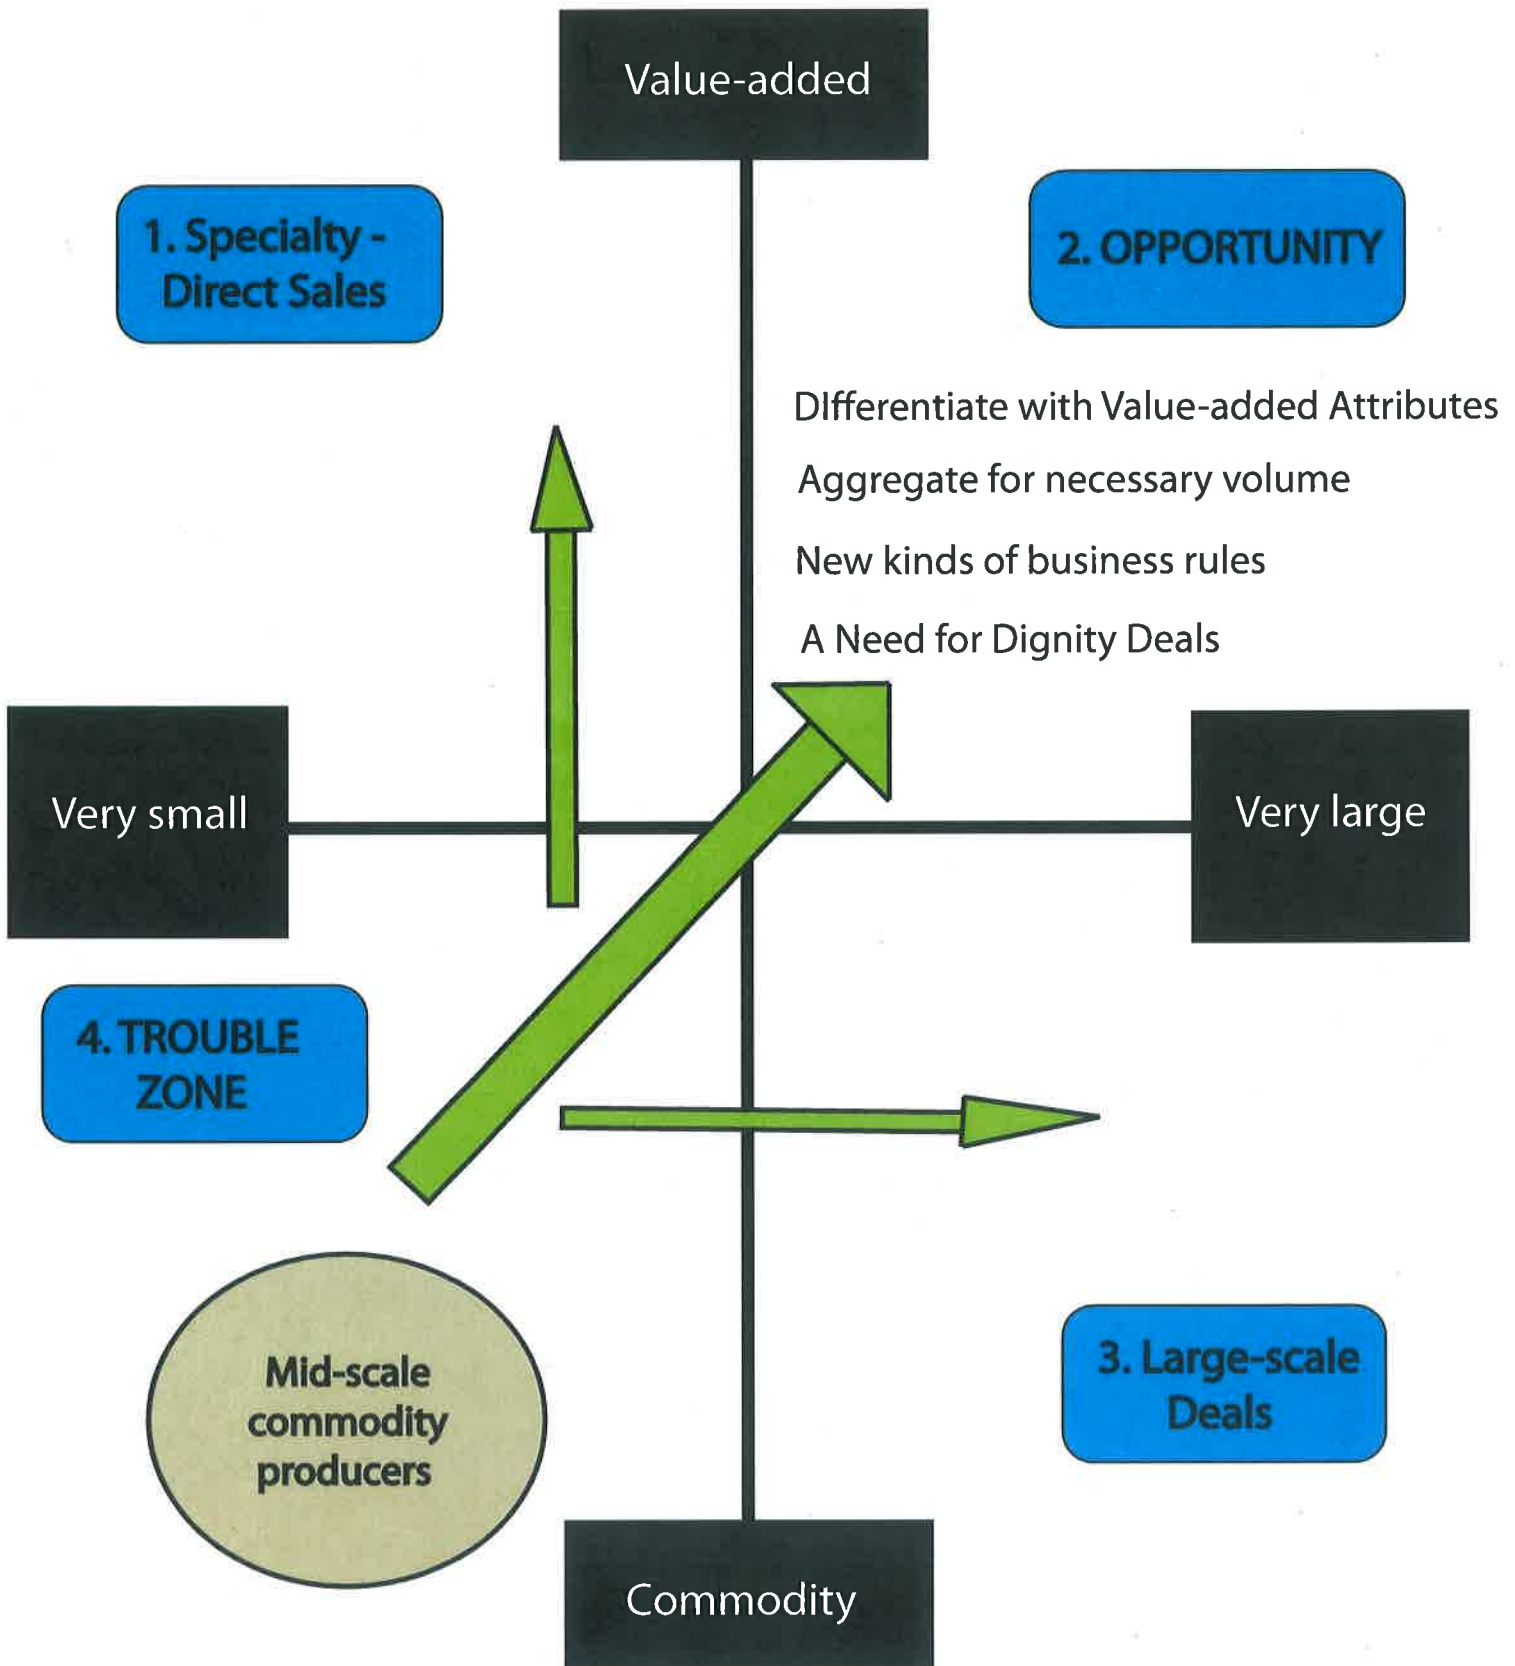 Value-added
1. Specialty -
Direct Sales
2. OPPORTUNITY
DIfferentiate with Value-added Attributes
Aggregate for necessary volume
New kinds of business rules
A Need for Dignity Deals
Very small
Very large
4. TROUBLE
ZONE
Mid-scale
commodity
producers
3. Large-scale
Deals
Commodity